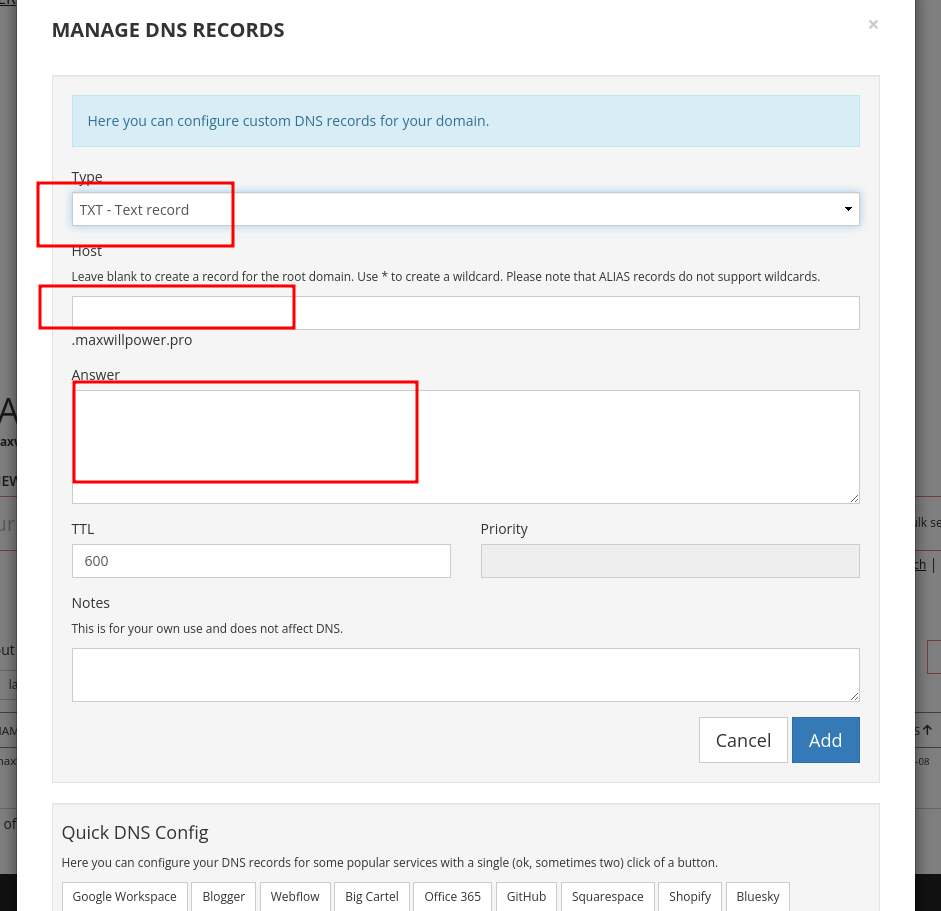 MANAGE DNS RECORDS
×
Here you can configure custom DNS records for your domain.
Type
TXT - Text record
Host
Leave blank to create a record for the root domain. Use * to create a wildcard. Please note that ALIAS records do not support wildcards.
.maxwillpower.pro
Answer
TTL
Priority
600
Notes
This is for your own use and does not affect DNS.
Cancel
Add
Quick DNS Config
Here you can configure your DNS records for some popular services with a single (ok, sometimes two) click of a button.
Google Workspace
Blogger
Webflow
Big Cartel
Office 365
GitHub
Squarespace
Shopify
Bluesky